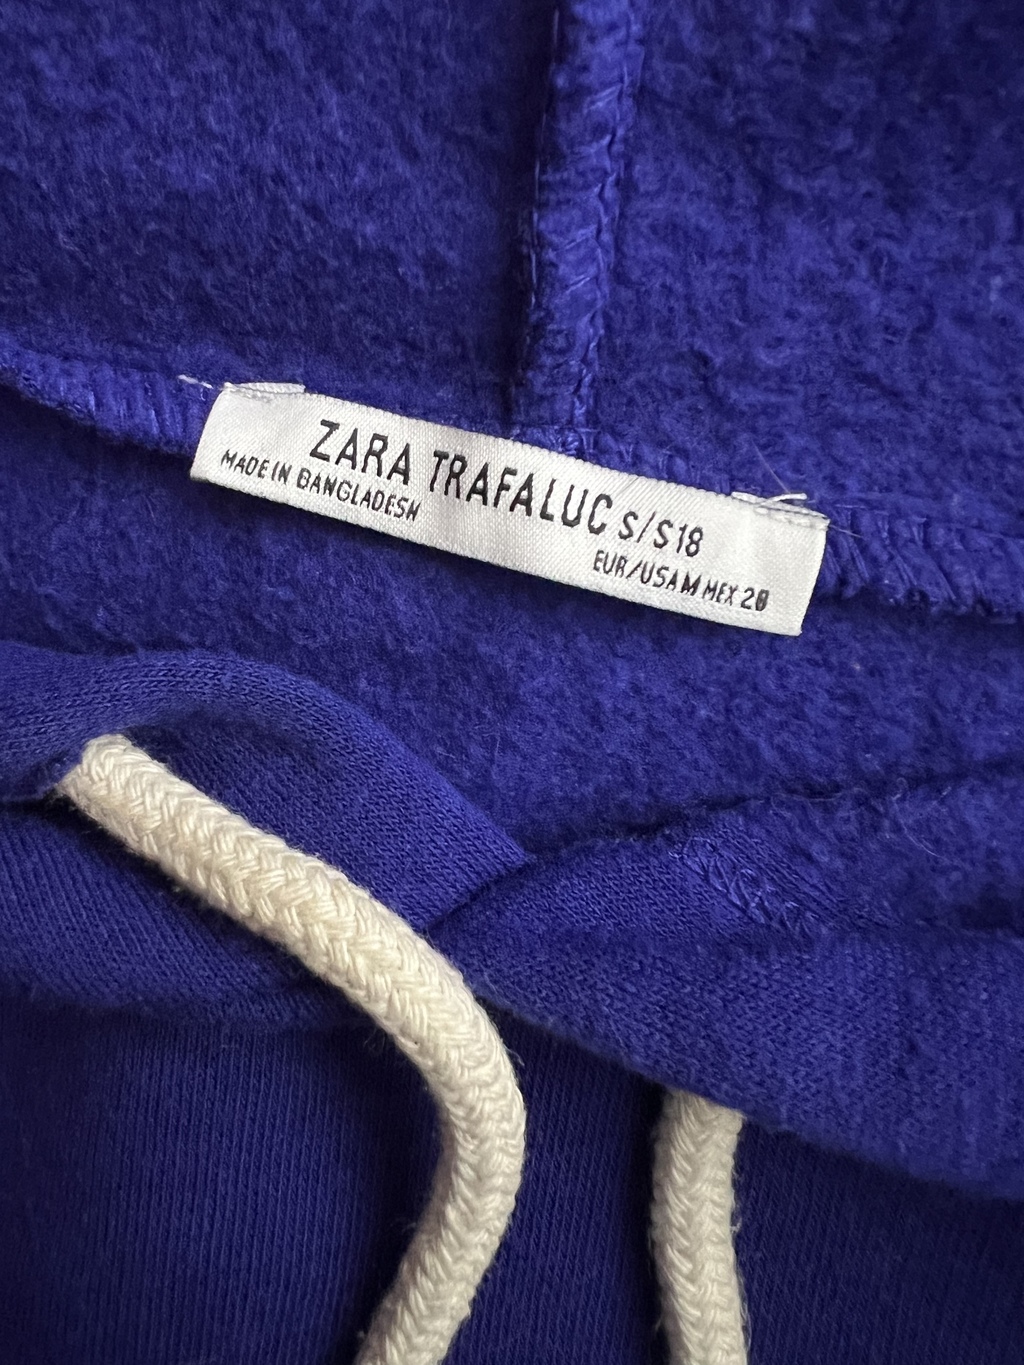 ZARA TRAFALUC S/S18
MADE IN BANGLADESH
EUR/USA M MEX 28